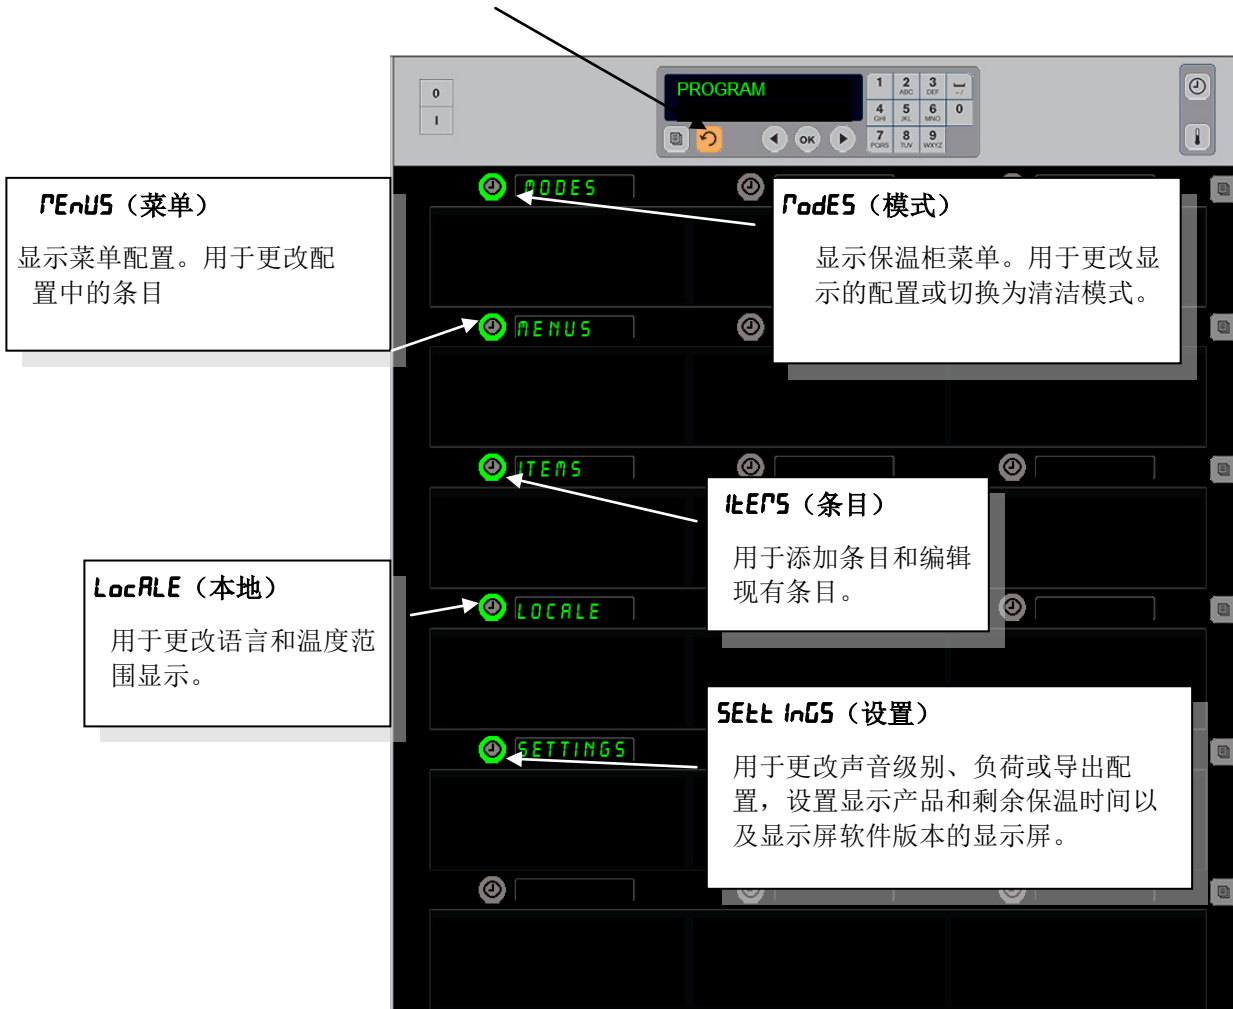 0
I
PROGRAM
1 2 ABC 3 DEF - /
4 GHI 5 JKL 6 MNO 0
OK
7 PQRS 8 TUV 9 WXYZ
MODES
MENUS
ITEMS
LOCALE
SETTINGS
MEnUS（菜单）
显示菜单配置。用于更改配
置中的条目
ModES（模式）
显示保温柜菜单。用于更改显
示的配置或切换为清洁模式。
ItEMS（条目）
用于添加条目和编辑
现有条目。
LocALE（本地）
用于更改语言和温度范
围显示。
SEttInGS（设置）
用于更改声音级别、负荷或导出配
置，设置显示产品和剩余保温时间以
及显示屏软件版本的显示屏。